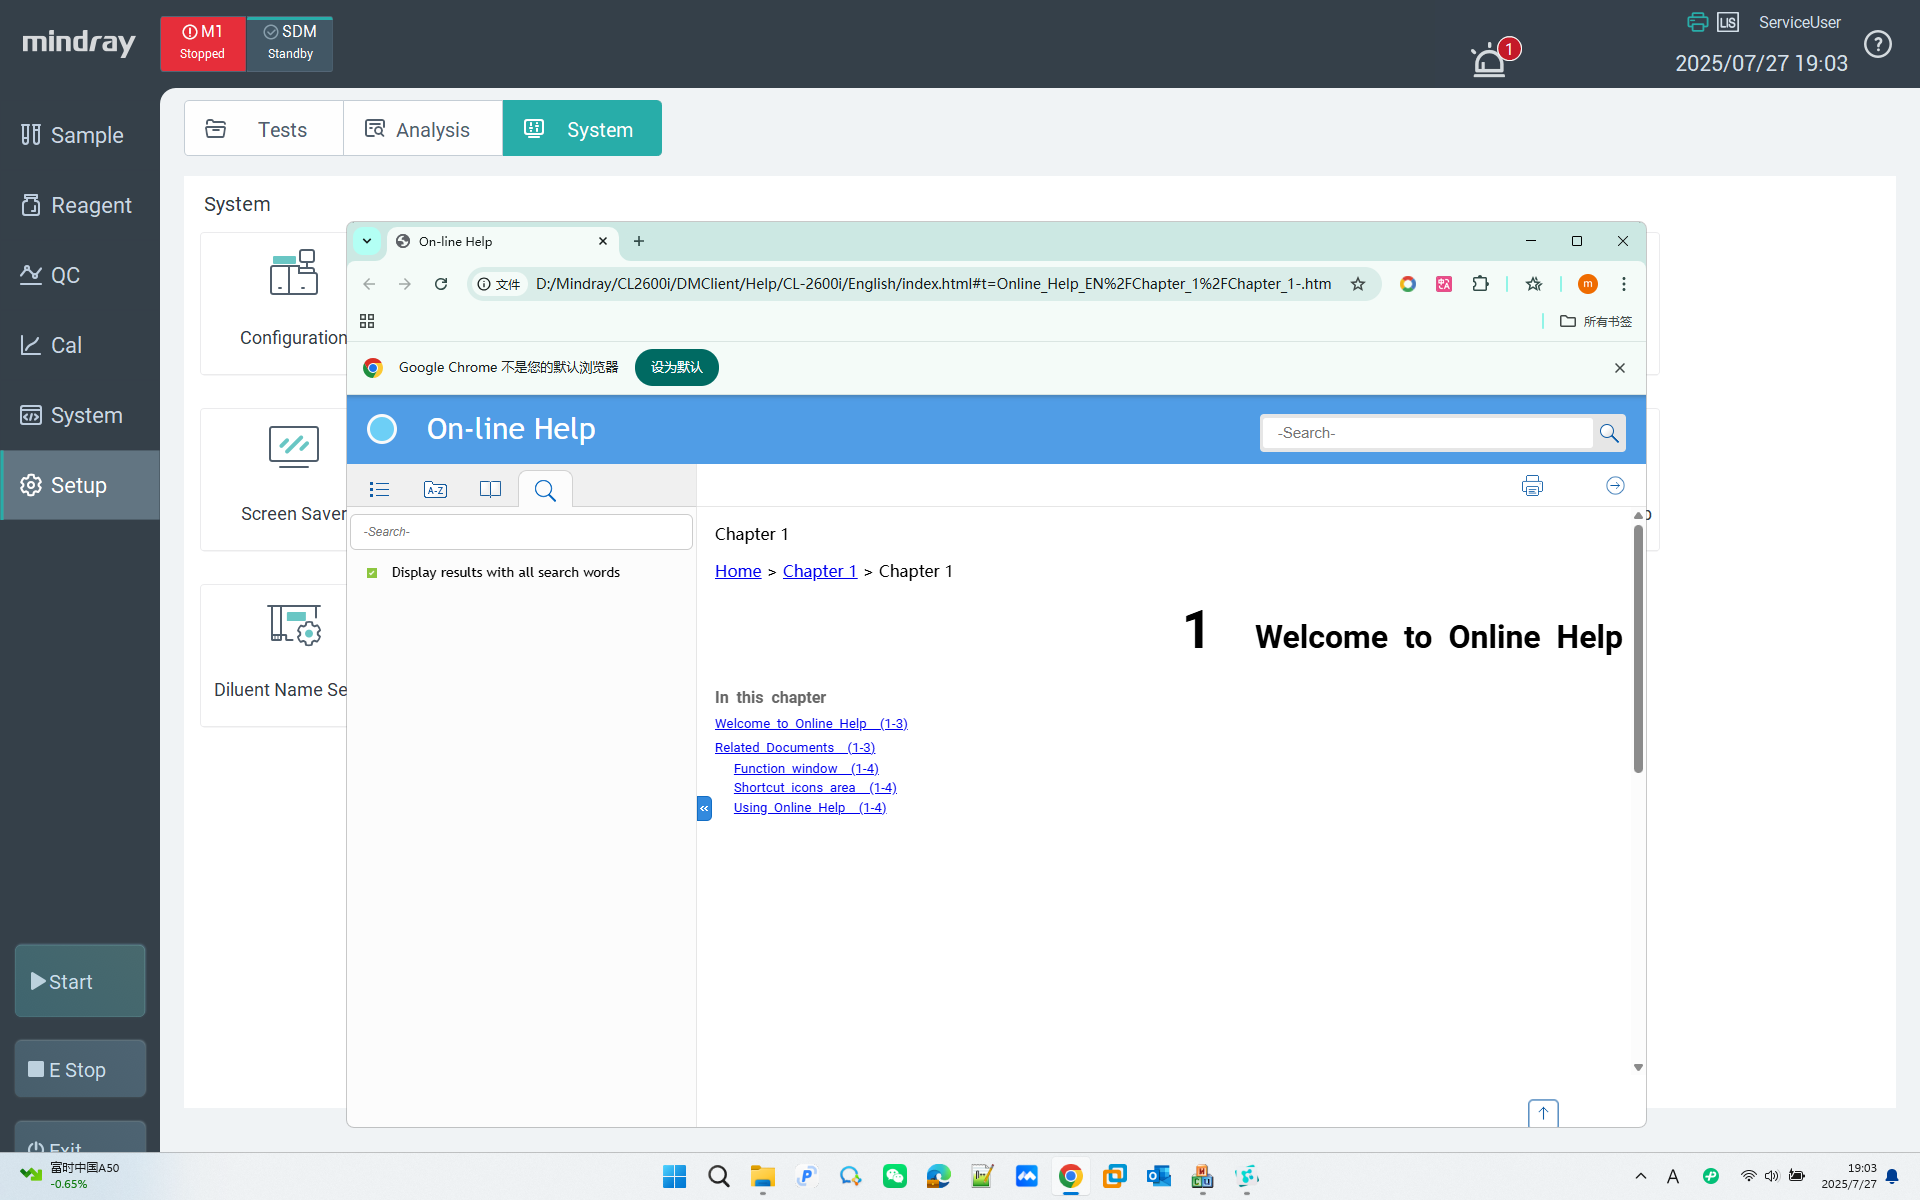 mindray
M1
Stopped
SDM
Standby
1
LIS
ServiceUser
2025/07/27 19:03
?
Sample
Reagent
QC
Cal
System
Setup
Start
E Stop
Exit
Tests
Analysis
System
System
Configuration
Screen Saver
Diluent Name Se
On-line Help
文件
D:/Mindray/CL2600i/DMClient/Help/CL-2600i/English/index.html#t=Online_Help_EN%2FChapter_1%2FChapter_1-.htm
m
所有书签
Google Chrome 不是您的默认浏览器
设为默认
On-line Help
-Search-
A-Z
-Search-
Display results with all search words
Chapter 1
Home > Chapter 1 > Chapter 1
1 Welcome to Online Help
In this chapter
Welcome to Online Help (1-3)
Related Documents (1-3)
Function window (1-4)
Shortcut icons area (1-4)
Using Online Help (1-4)
富时中国A50
-0.65%
A
19:03
2025/7/27